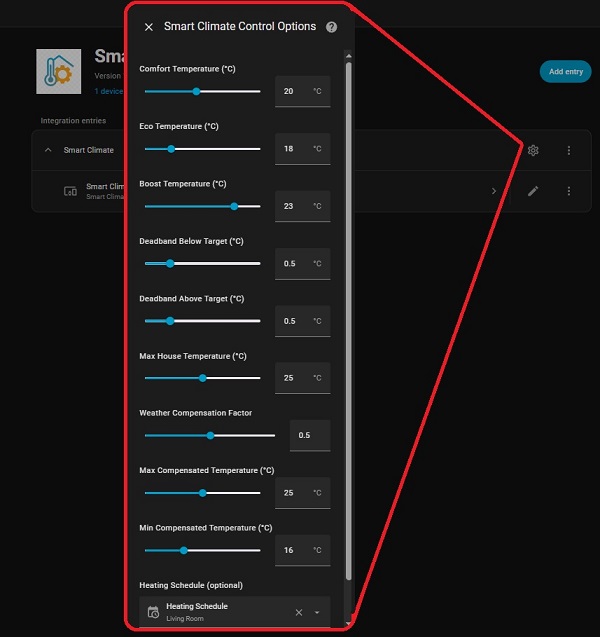 Smart Climate Control Options
Sma
Version
1 device
Add entry
Integration entries
Smart Climate
Smart Clim
Smart Clima
Comfort Temperature (°C)
20 °C
Eco Temperature (°C)
18 °C
Boost Temperature (°C)
23 °C
Deadband Below Target (°C)
0.5 °C
Deadband Above Target (°C)
0.5 °C
Max House Temperature (°C)
25 °C
Weather Compensation Factor
0.5
Max Compensated Temperature (°C)
25 °C
Min Compensated Temperature (°C)
16 °C
Heating Schedule (optional)
Heating Schedule
Living Room